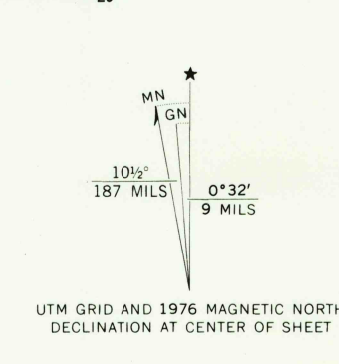 MN
GN
10½°
187 MILS
0°32′
9 MILS
UTM GRID AND 1976 MAGNETIC NORTH
DECLINATION AT CENTER OF SHEET